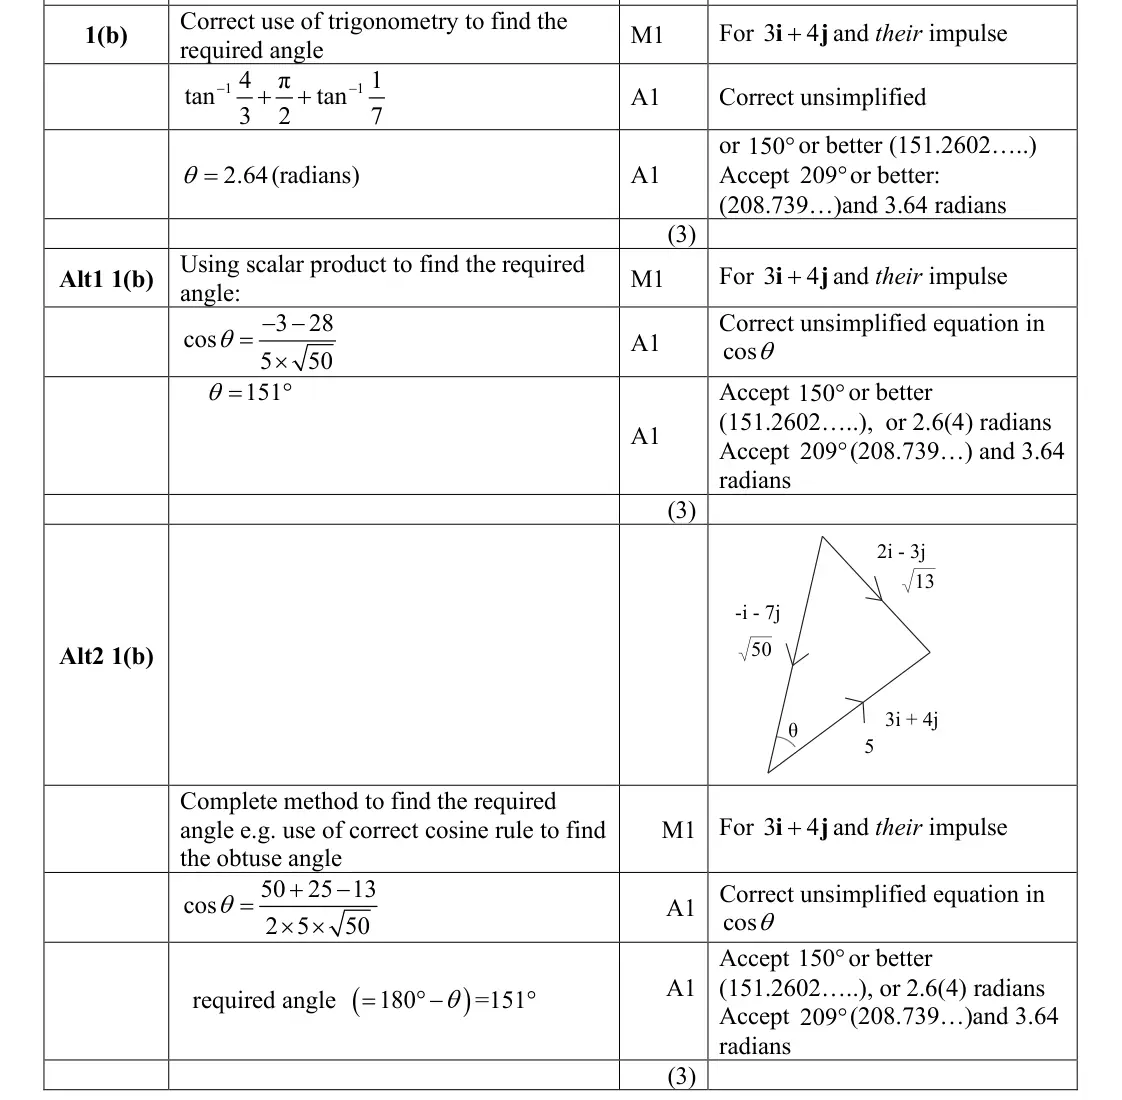 1(b) Correct use of trigonometry to find the required angle M1 For 3i + 4j and their impulse
tan⁻¹ 4/3 + π/2 + tan⁻¹ 1/7 A1 Correct unsimplified
θ = 2.64 (radians) A1 or 150° or better (151.2602…..)
Accept 209° or better:
(208.739…)and 3.64 radians
(3)
Alt1 1(b) Using scalar product to find the required angle: M1 For 3i + 4j and their impulse
cos θ = (−3 − 28)/(5 × √50) A1 Correct unsimplified equation in
cos θ
θ = 151° A1 Accept 150° or better
(151.2602…..), or 2.6(4) radians
Accept 209° (208.739…) and 3.64
radians
(3)
Alt2 1(b)
2i - 3j
√13
-i - 7j
√50
θ
3i + 4j
5
Complete method to find the required
angle e.g. use of correct cosine rule to find
the obtuse angle M1 For 3i + 4j and their impulse
cos θ = (50 + 25 − 13)/(2 × 5 × √50) A1 Correct unsimplified equation in
cos θ
required angle (= 180° − θ) =151° A1 Accept 150° or better
(151.2602…..), or 2.6(4) radians
Accept 209° (208.739…)and 3.64
radians
(3)